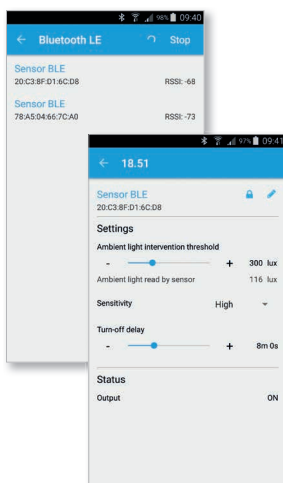 98% 09:40
Bluetooth LE Stop
Sensor BLE
20:C3:8F:D1:6C:D8 RSSI: -68
Sensor BLE
78:A5:04:66:7C:A0 RSSI: -73
97% 09:41
18.51
Sensor BLE
20:C3:8F:D1:6C:D8
Settings
Ambient light intervention threshold
- + 300 lux
Ambient light read by sensor 116 lux
Sensitivity High
Turn-off delay
- + 8m 0s
Status
Output ON